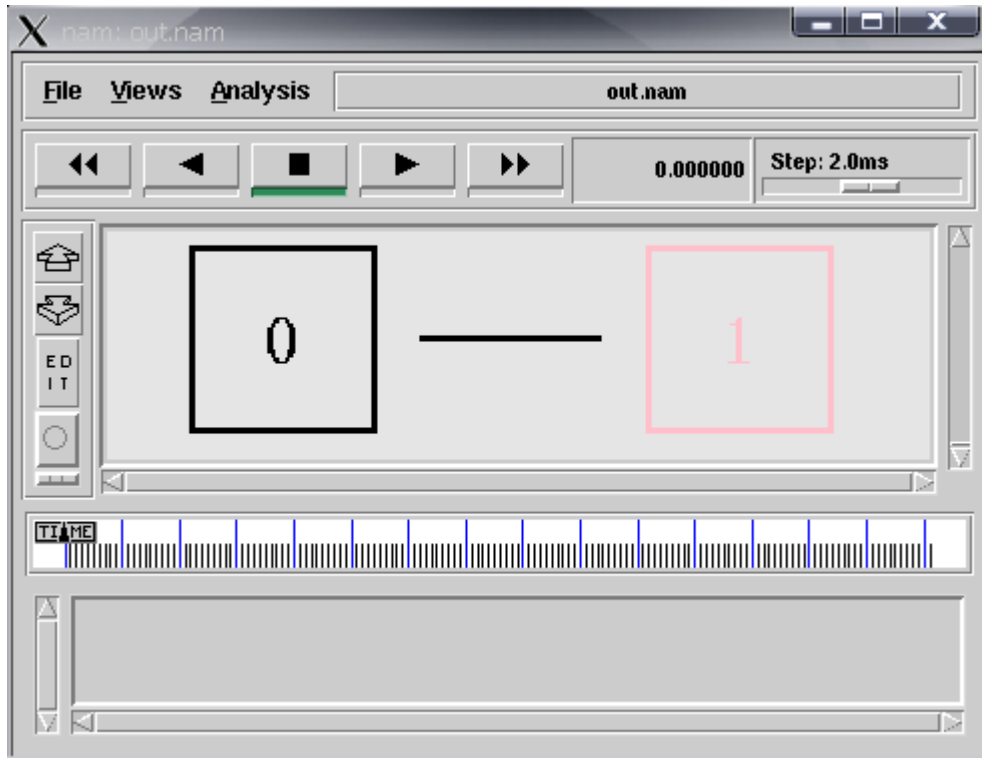 nam: out.nam
File Views Analysis out.nam
0.000000 Step: 2.0ms
ED
IT
0 1
TIME